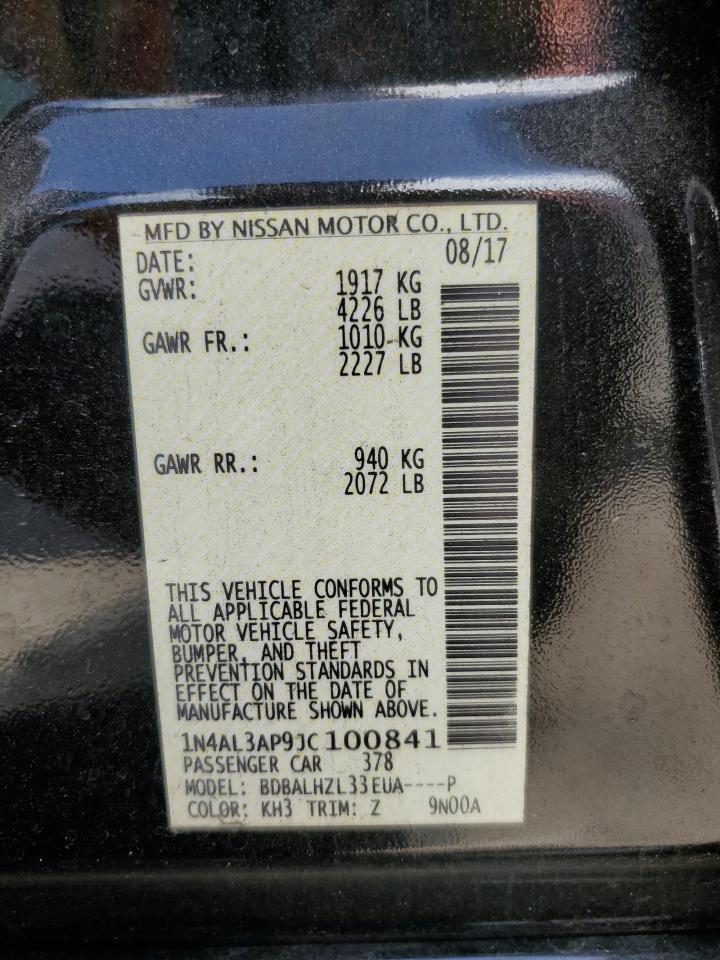 MFD BY NISSAN MOTOR CO., LTD.
DATE: 08/17
GVWR: 1917 KG
4226 LB
GAWR FR.: 1010 KG
2227 LB
GAWR RR.: 940 KG
2072 LB
THIS VEHICLE CONFORMS TO
ALL APPLICABLE FEDERAL
MOTOR VEHICLE SAFETY,
BUMPER, AND THEFT
PREVENTION STANDARDS IN
EFFECT ON THE DATE OF
MANUFACTURE SHOWN ABOVE.
1N4AL3AP9JC100841
PASSENGER CAR 378
MODEL: BDBALHZL33EUA----P
COLOR: KH3 TRIM: Z 9N00A